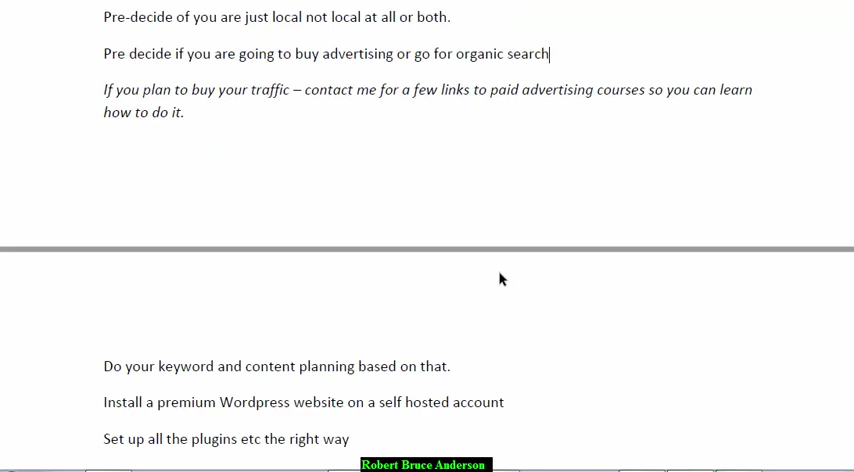 Pre-decide of you are just local not local at all or both.
Pre decide if you are going to buy advertising or go for organic search
If you plan to buy your traffic – contact me for a few links to paid advertising courses so you can learn
how to do it.
Do your keyword and content planning based on that.
Install a premium Wordpress website on a self hosted account
Set up all the plugins etc the right way
Robert Bruce Anderson